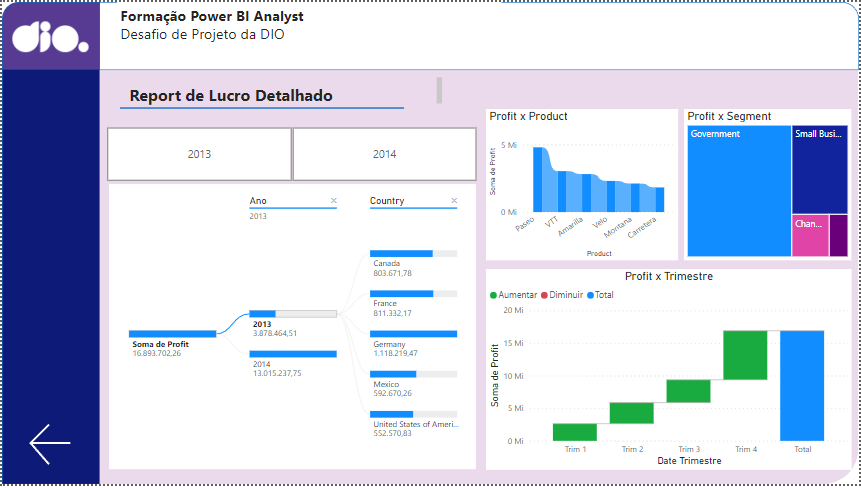 dio.
Formação Power BI Analyst
Desafio de Projeto da DIO
Report de Lucro Detalhado
2013
2014
Ano
2013
Country
Soma de Profit
16.893.702,26
2013
3.878.464,51
2014
13.015.237,75
Canada
803.671,78
France
811.332,17
Germany
1.118.219,47
Mexico
592.670,26
United States of Ameri...
552.570,83
Profit x Product
Soma de Profit
5 Mi
0 Mi
Paseo
VTT
Amarilla
Velo
Montana
Carretera
Product
Profit x Segment
Government
Small Busi...
Chan...
Profit x Trimestre
Aumentar
Diminuir
Total
Soma de Profit
20 Mi
15 Mi
10 Mi
5 Mi
0 Mi
Trim 1
Trim 2
Trim 3
Trim 4
Total
Date Trimestre